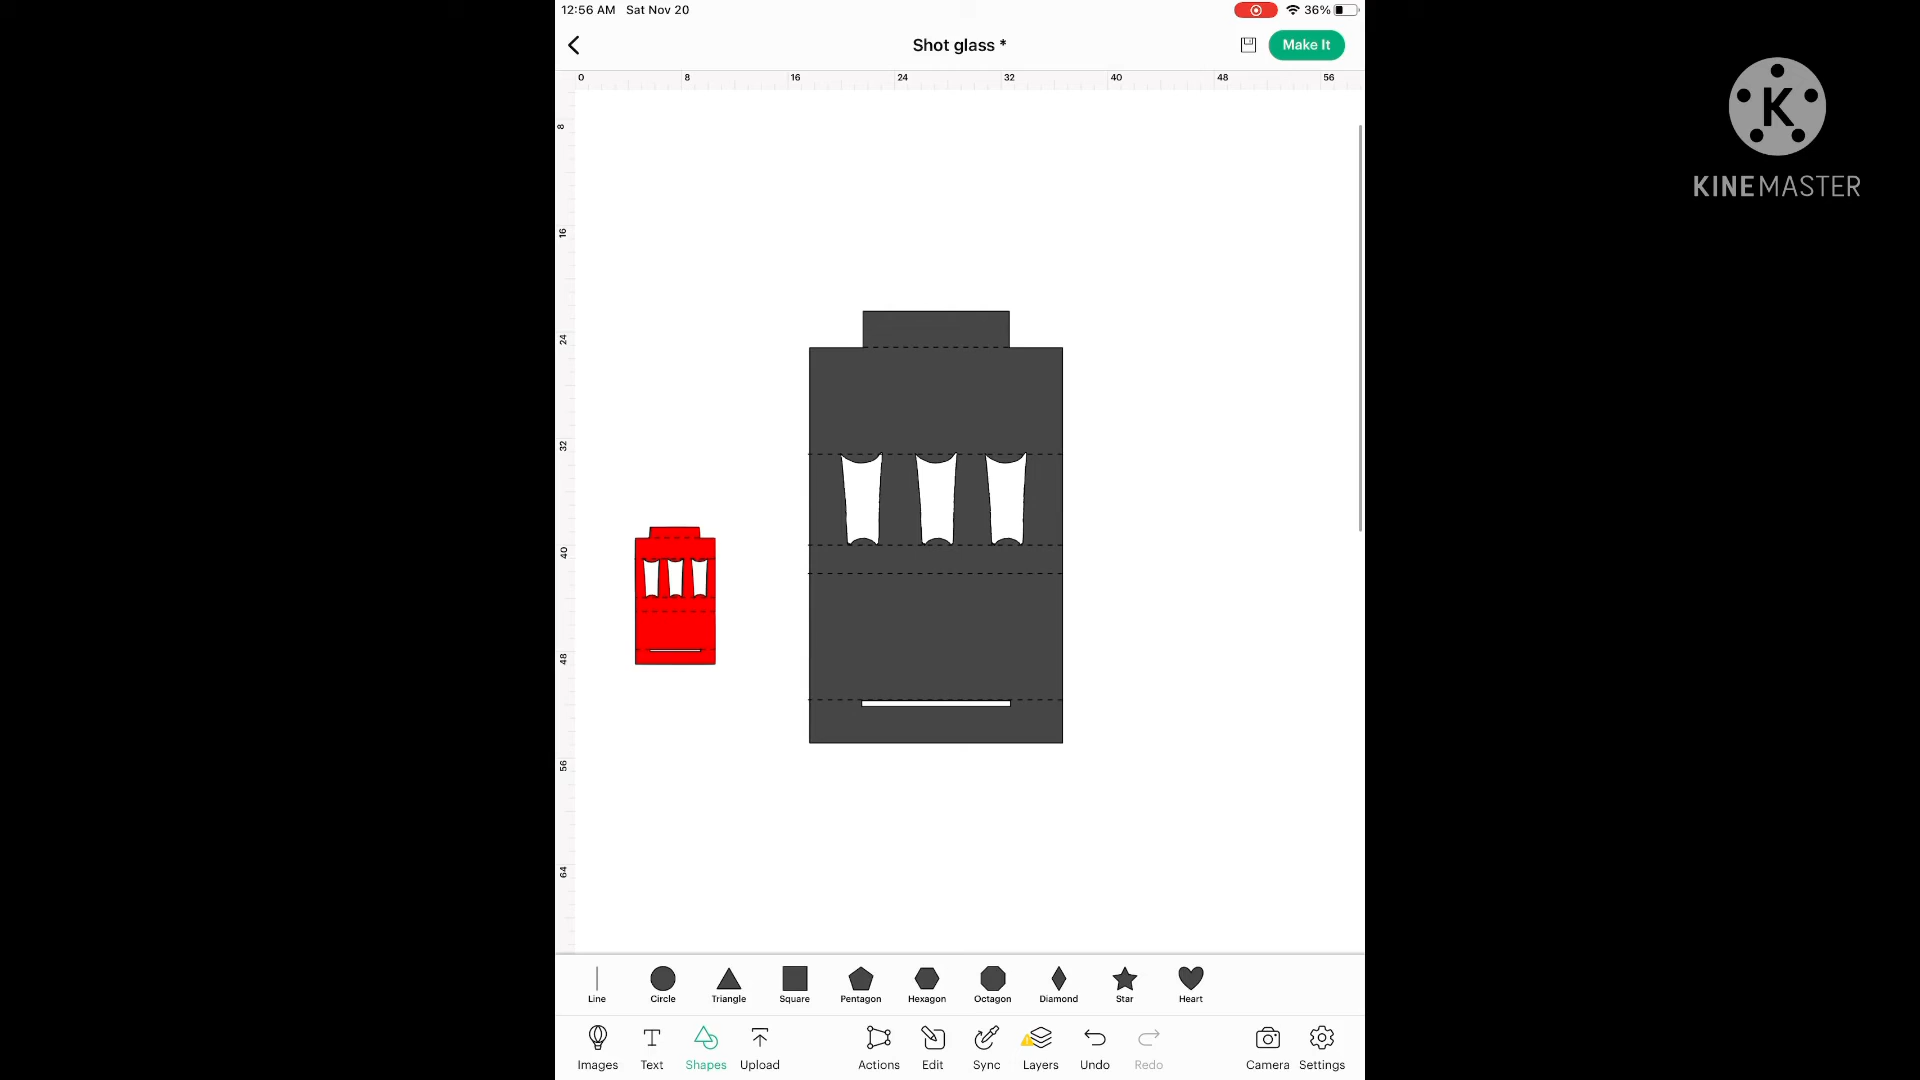 12:56 AM Sat Nov 20
36%
Shot glass *
Make It
0 8 16 24 32 40 48 56
8
16
24
32
40
48
56
64
K
KINEMASTER
Line Circle Triangle Square Pentagon Hexagon Octagon Diamond Star Heart
Images Text Shapes Upload Actions Edit Sync Layers Undo Redo Camera Settings